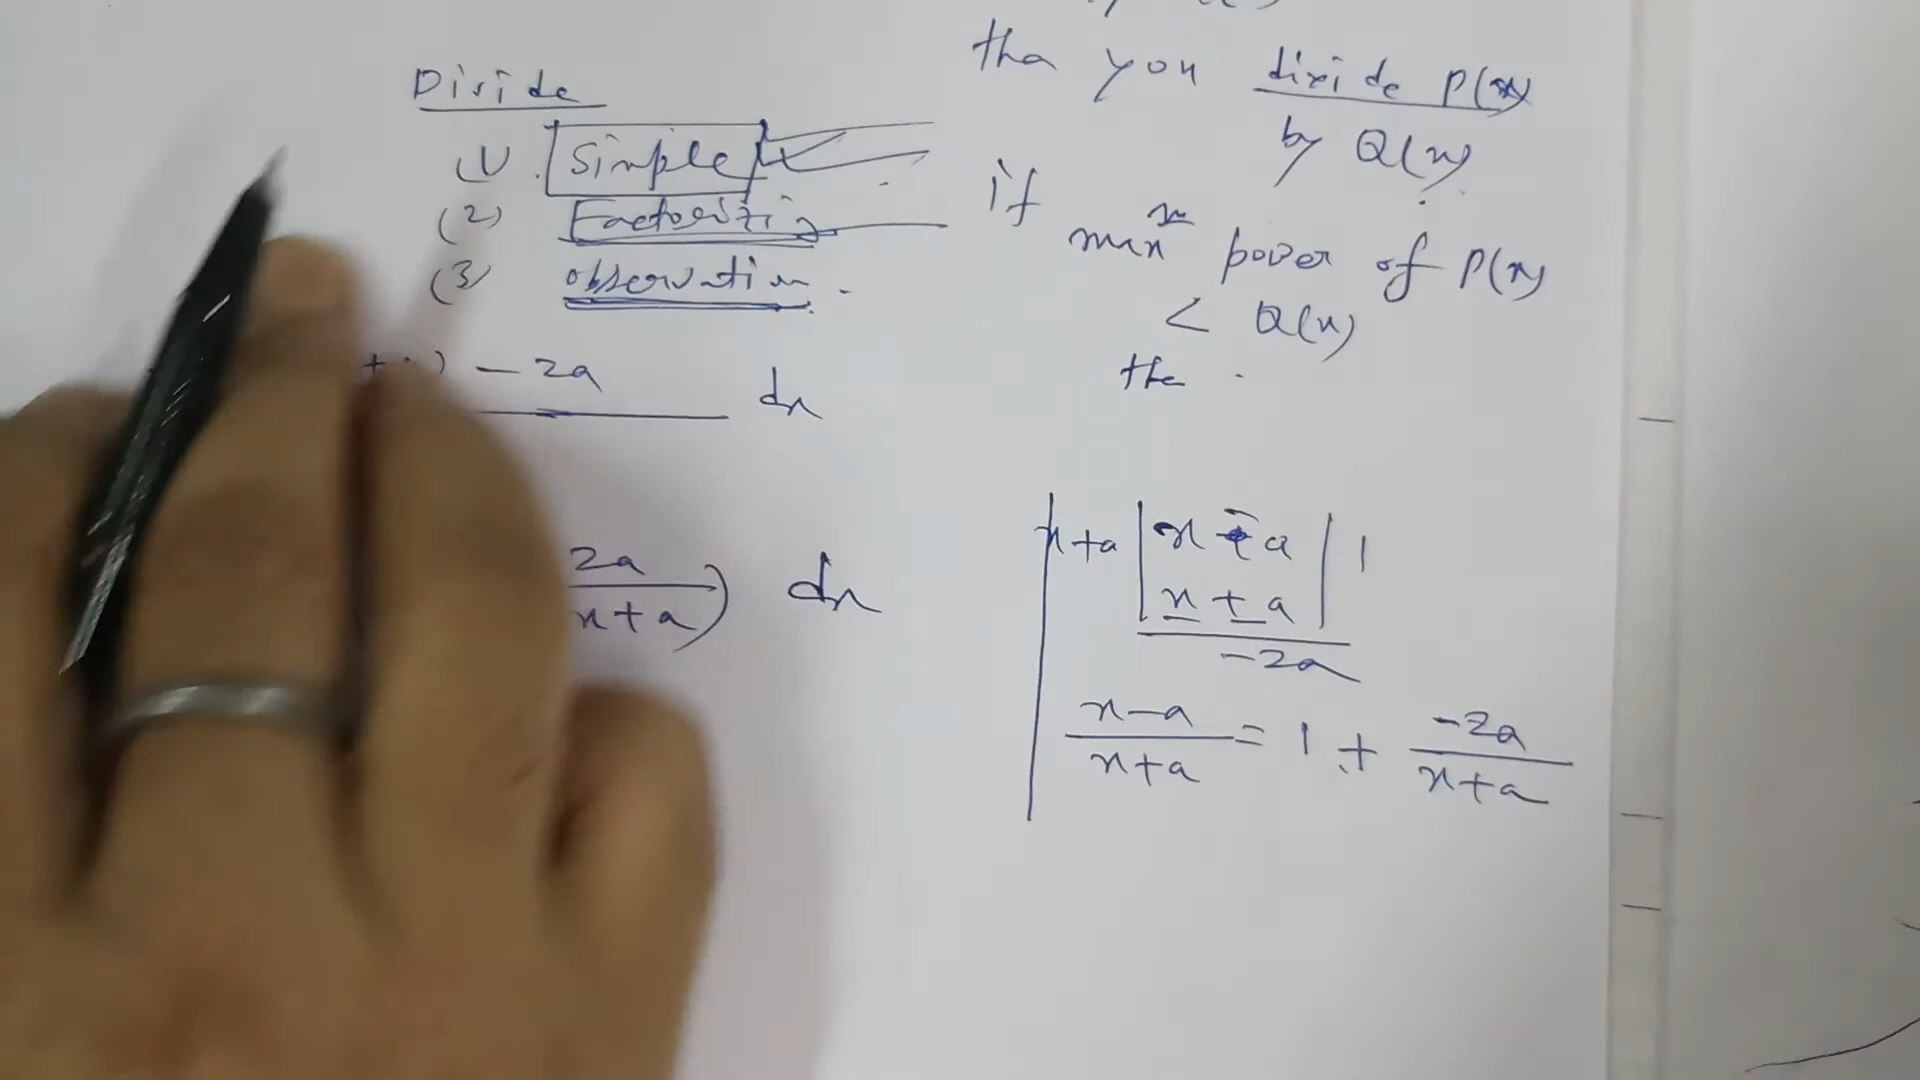 Divide
(1) Simple
(2) Factorizing
(3) observation.
- 2a dx
2a
x+a) dx
tha you divide P(x)
by Q(x)
if
maxm power of P(x)
< Q(x)
the .
x+a | x - a | 1
x + a
-2a
x-a
x+a
= 1 +
-2a
x+a